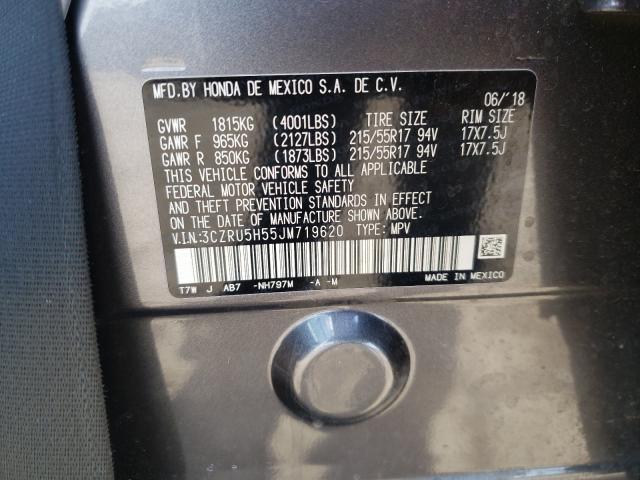 MFD.BY HONDA DE MEXICO S.A. DE C.V.
06/'18
GVWR 1815KG (4001LBS) TIRE SIZE RIM SIZE
GAWR F 965KG (2127LBS) 215/55R17 94V 17X7.5J
GAWR R 850KG (1873LBS) 215/55R17 94V 17X7.5J
THIS VEHICLE CONFORMS TO ALL APPLICABLE
FEDERAL MOTOR VEHICLE SAFETY
AND THEFT PREVENTION STANDARDS IN EFFECT
ON THE DATE OF MANUFACTURE SHOWN ABOVE.
V.IN:3CZRU5H55JM719620 TYPE: MPV
T7W J AB7 -NH797M -A -M
MADE IN MEXICO